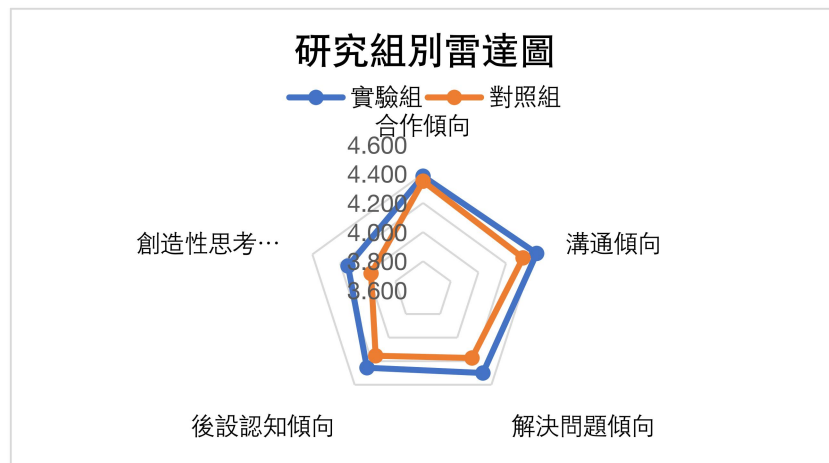 研究組別雷達圖
實驗組 對照組
合作傾向
4.600
4.400
4.200
4.000
3.800
3.600
溝通傾向
創造性思考…
後設認知傾向
解決問題傾向